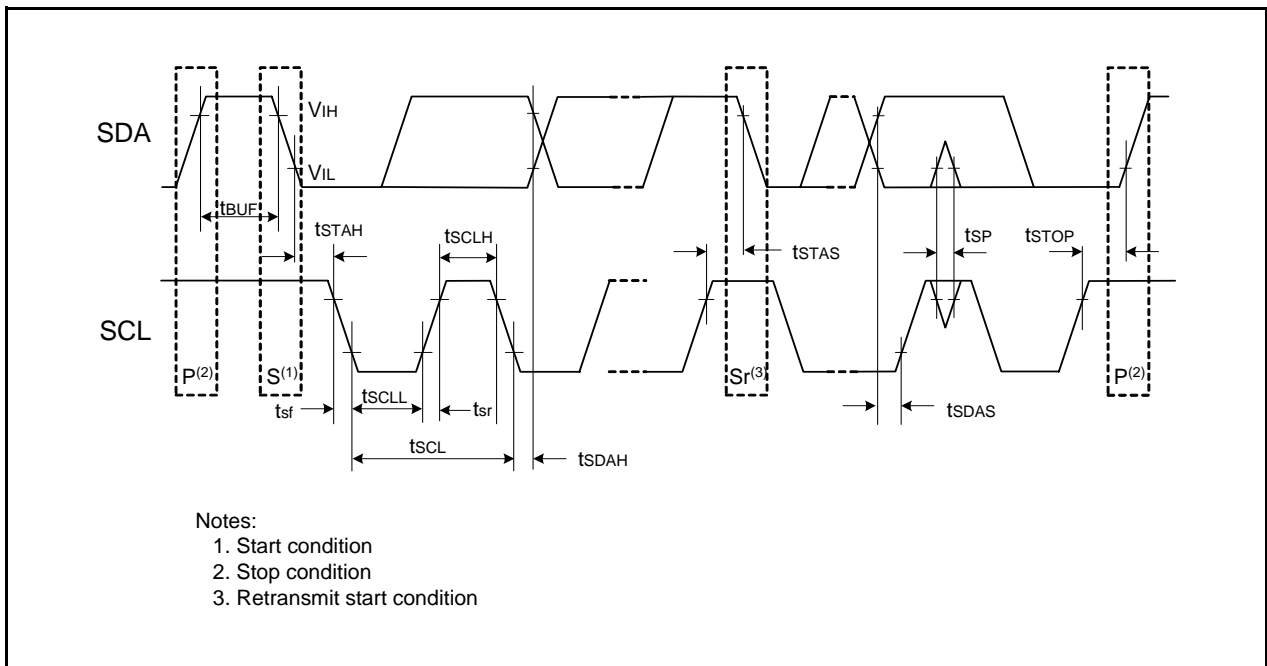 SDA
VIH
VIL
tBUF
tSTAH
tSCLH
tSTAS
tSP
tSTOP
SCL
P(2)
S(1)
Sr(3)
P(2)
tsf
tSCLL
tsr
tSDAS
tSCL
tSDAH
Notes:
1. Start condition
2. Stop condition
3. Retransmit start condition